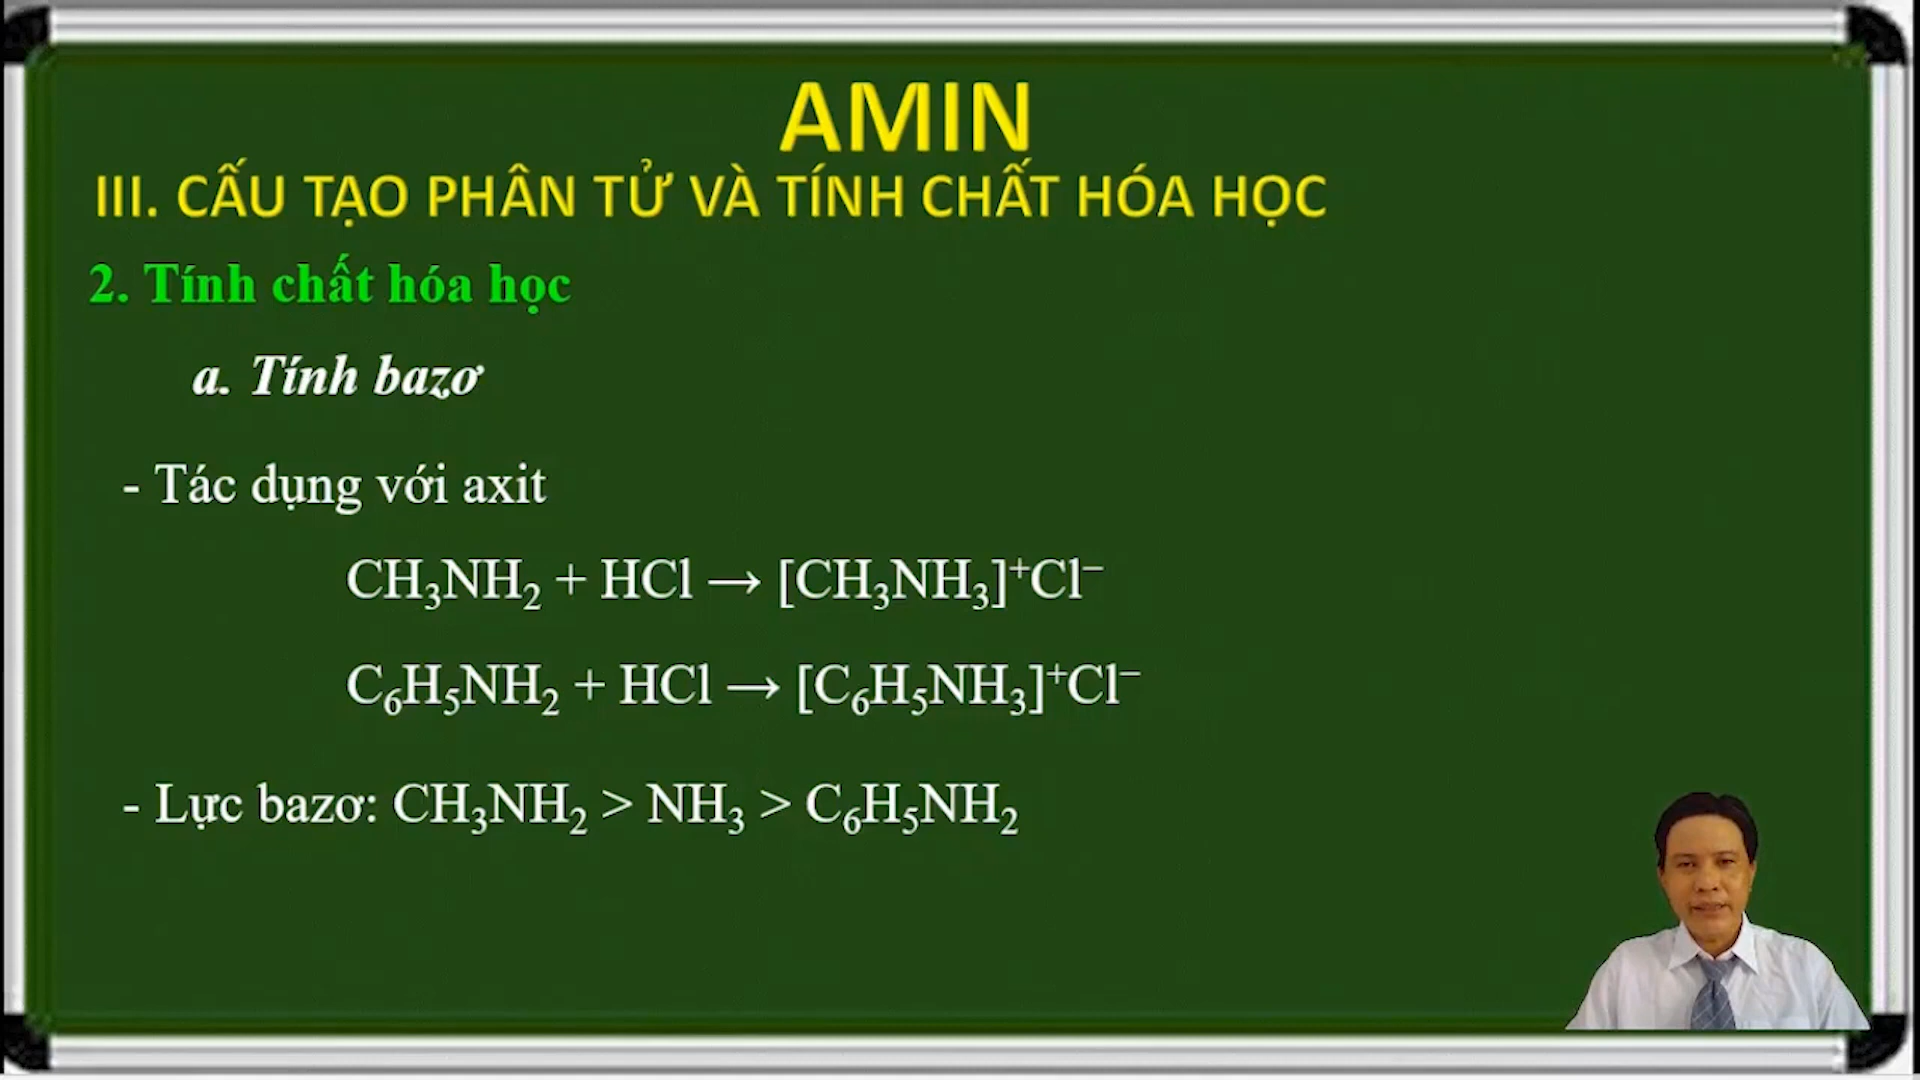 AMIN
III. CẤU TẠO PHÂN TỬ VÀ TÍNH CHẤT HÓA HỌC
2. Tính chất hóa học
a. Tính bazơ
- Tác dụng với axit
CH₃NH₂ + HCl → [CH₃NH₃]⁺Cl⁻
C₆H₅NH₂ + HCl → [C₆H₅NH₃]⁺Cl⁻
- Lực bazơ: CH₃NH₂ > NH₃ > C₆H₅NH₂